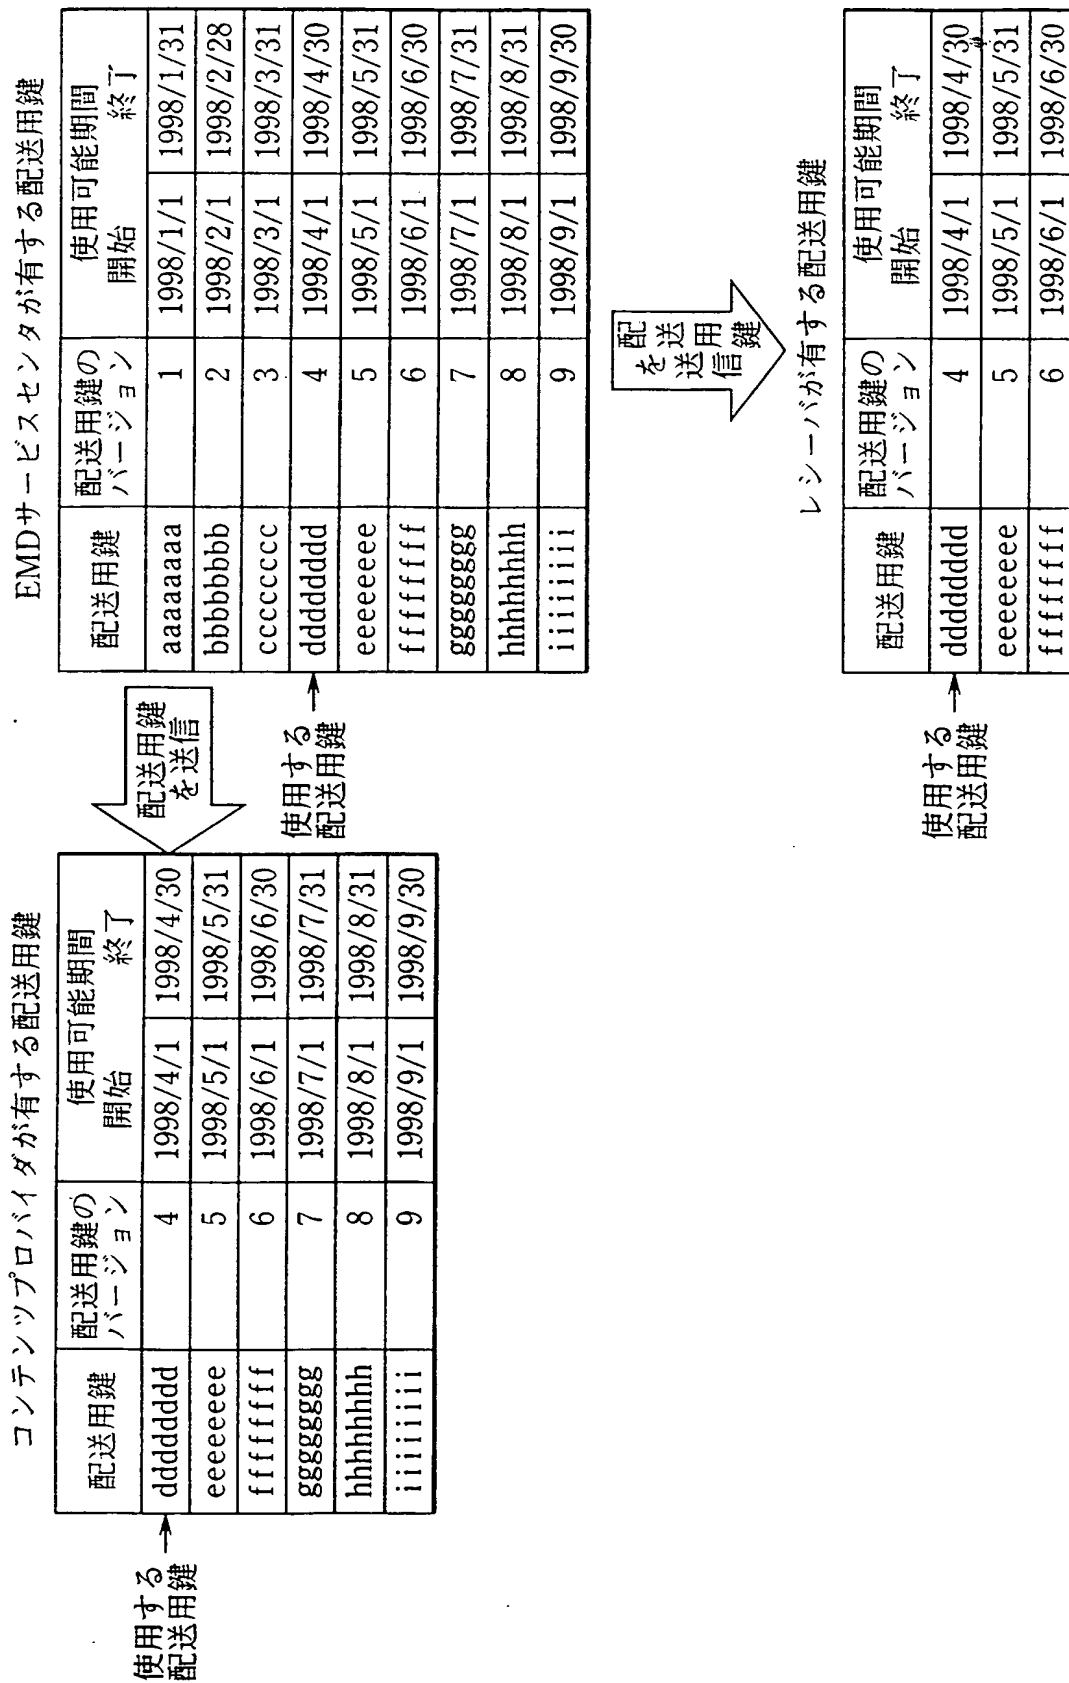 コンテンツプロバイダが有する配送用鍵
配送用鍵 配送用鍵の バージョン 使用可能期間 開始 終了
dddddddd 4 1998/4/1 1998/4/30
eeeeeeee 5 1998/5/1 1998/5/31
ffffffff 6 1998/6/1 1998/6/30
gggggggg 7 1998/7/1 1998/7/31
hhhhhhhh 8 1998/8/1 1998/8/31
iiiiiiii 9 1998/9/1 1998/9/30
使用する
配送用鍵
配送用鍵
を送信
EMDサービスセンタが有する配送用鍵
配送用鍵 配送用鍵の バージョン 使用可能期間 開始 終了
aaaaaaaa 1 1998/1/1 1998/1/31
bbbbbbbb 2 1998/2/1 1998/2/28
cccccccc 3 1998/3/1 1998/3/31
dddddddd 4 1998/4/1 1998/4/30
eeeeeeee 5 1998/5/1 1998/5/31
ffffffff 6 1998/6/1 1998/6/30
gggggggg 7 1998/7/1 1998/7/31
hhhhhhhh 8 1998/8/1 1998/8/31
iiiiiiii 9 1998/9/1 1998/9/30
使用する
配送用鍵
配送用鍵
を送信
レシーバが有する配送用鍵
配送用鍵 配送用鍵の バージョン 使用可能期間 開始 終了
dddddddd 4 1998/4/1 1998/4/30
eeeeeeee 5 1998/5/1 1998/5/31
ffffffff 6 1998/6/1 1998/6/30
使用する
配送用鍵